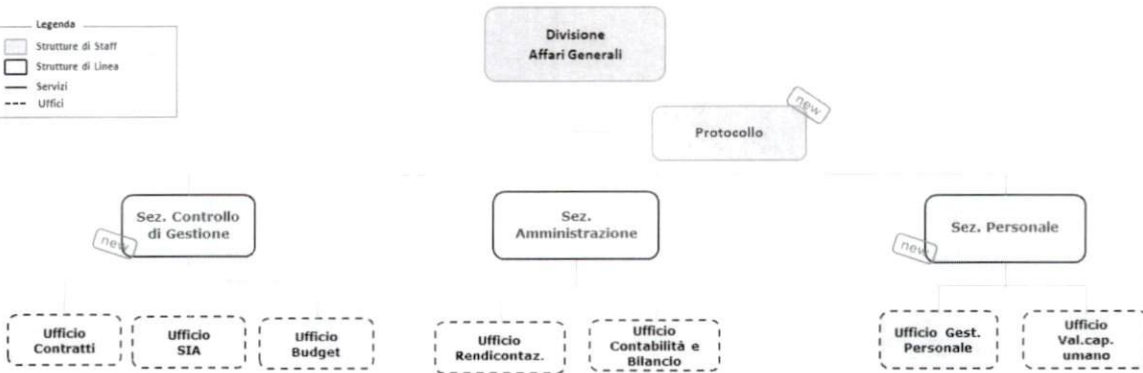 Legenda
Strutture di Staff
Strutture di Linea
Servizi
Uffici
Divisione
Affari Generali
new
Protocollo
Sez. Controllo
di Gestione
new
Sez.
Amministrazione
Sez. Personale
new
Ufficio
Contratti
Ufficio
SIA
Ufficio
Budget
Ufficio
Rendicontaz.
Ufficio
Contabilità e
Bilancio
Ufficio Gest.
Personale
Ufficio
Val.cap.
umano